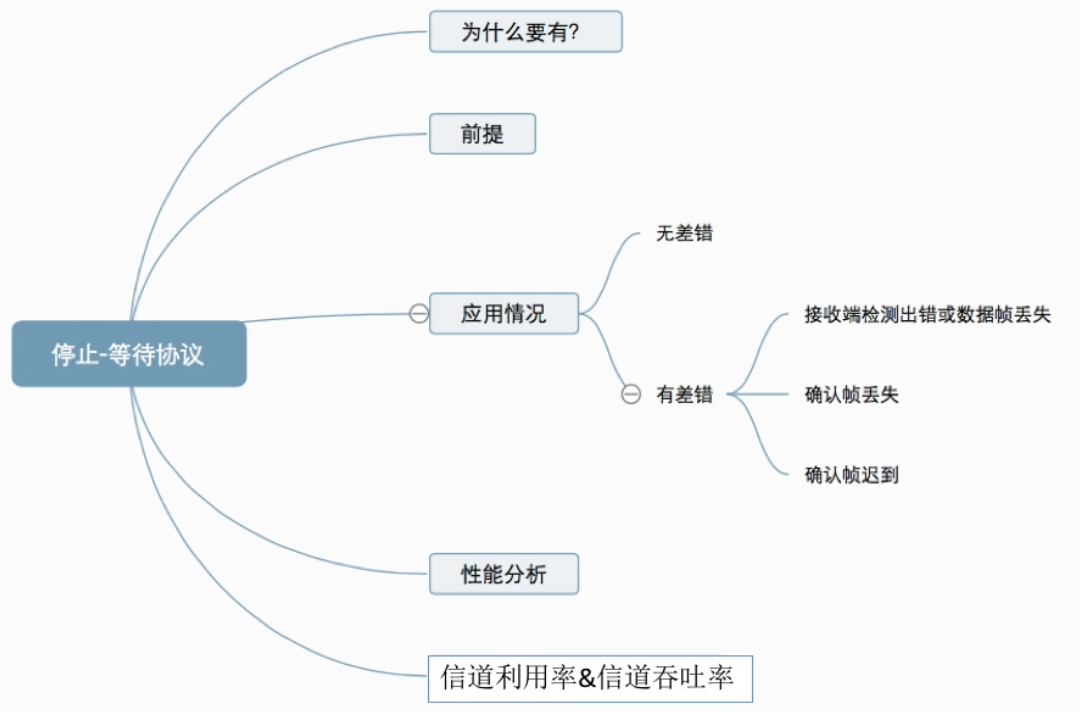 为什么要有?
前提
无差错
应用情况
接收端检测出错或数据帧丢失
停止-等待协议
有差错
确认帧丢失
确认帧迟到
性能分析
信道利用率&信道吞吐率